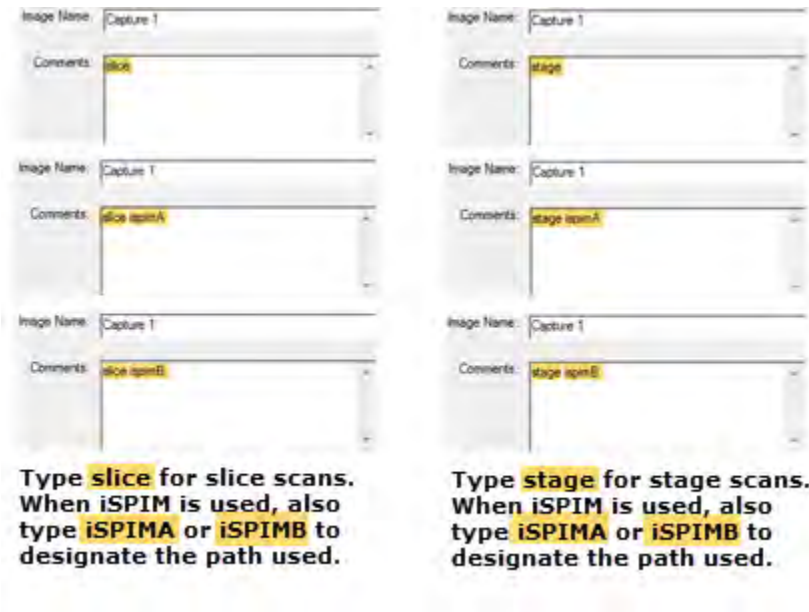 Image Name: Capture 1
Comments: slice
Image Name: Capture 1
Comments: slice ispimA
Image Name: Capture 1
Comments: slice ispimB
Type slice for slice scans.
When iSPIM is used, also
type iSPIMA or iSPIMB to
designate the path used.
Image Name: Capture 1
Comments: stage
Image Name: Capture 1
Comments: stage ispimA
Image Name: Capture 1
Comments: stage ispimB
Type stage for stage scans.
When iSPIM is used, also
type iSPIMA or iSPIMB to
designate the path used.